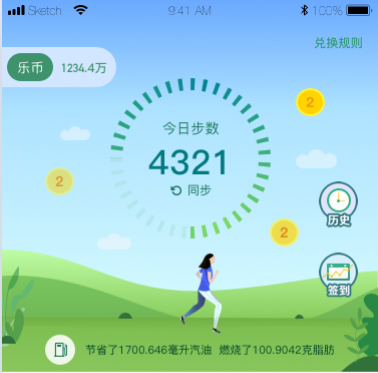 Sketch 9:41 AM 100%
兑换规则
乐币 1234.4万
今日步数
2
4321
同步
2
2
历史
签到
节省了1700.646毫升汽油 燃烧了100.9042克脂肪